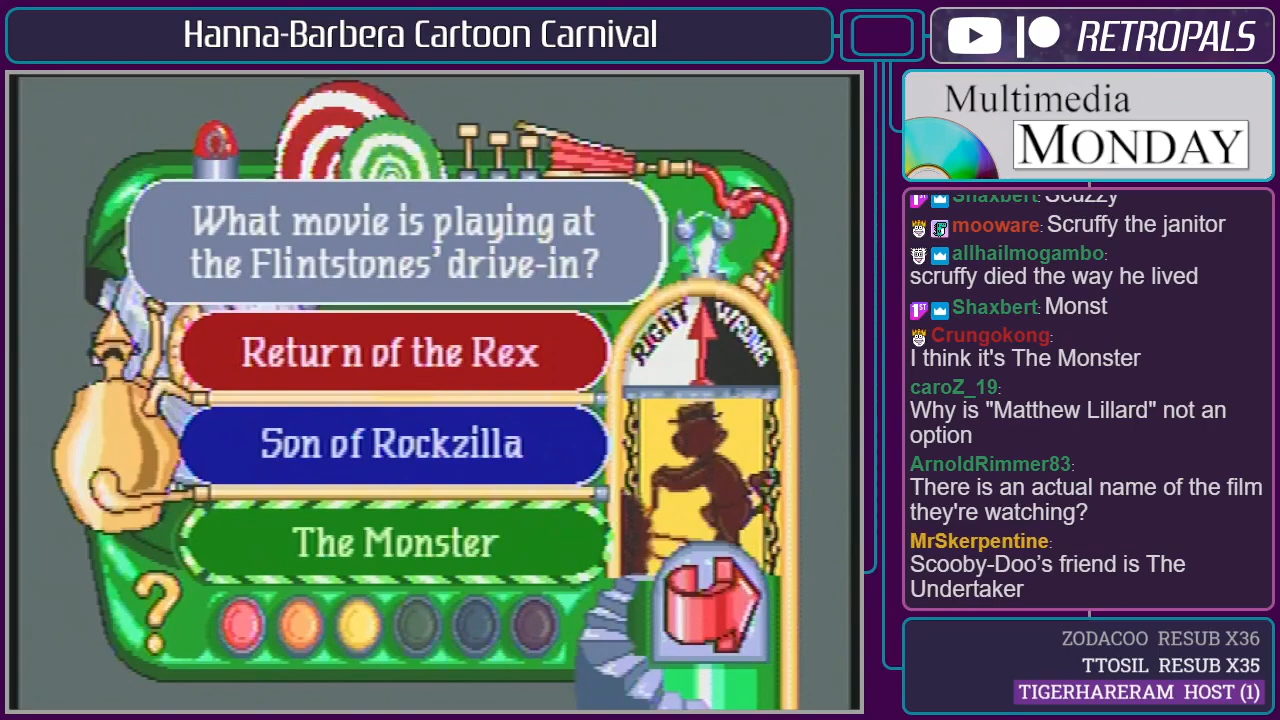 Hanna-Barbera Cartoon Carnival
RETROPALS
Multimedia
MONDAY
What movie is playing at
the Flintstones' drive-in?
RIGHT WRONG
Return of the Rex
Son of Rockzilla
The Monster
?
Shaxbert: Scuzzy
mooware: Scruffy the janitor
allhailmogambo:
scruffy died the way he lived
1ST Shaxbert: Monst
Crungokong:
I think it's The Monster
caroZ_19:
Why is "Matthew Lillard" not an
option
ArnoldRimmer83:
There is an actual name of the film
they're watching?
MrSkerpentine:
Scooby-Doo’s friend is The
Undertaker
ZODACOO RESUB X36
TTOSIL RESUB X35
TIGERHARERAM HOST (1)